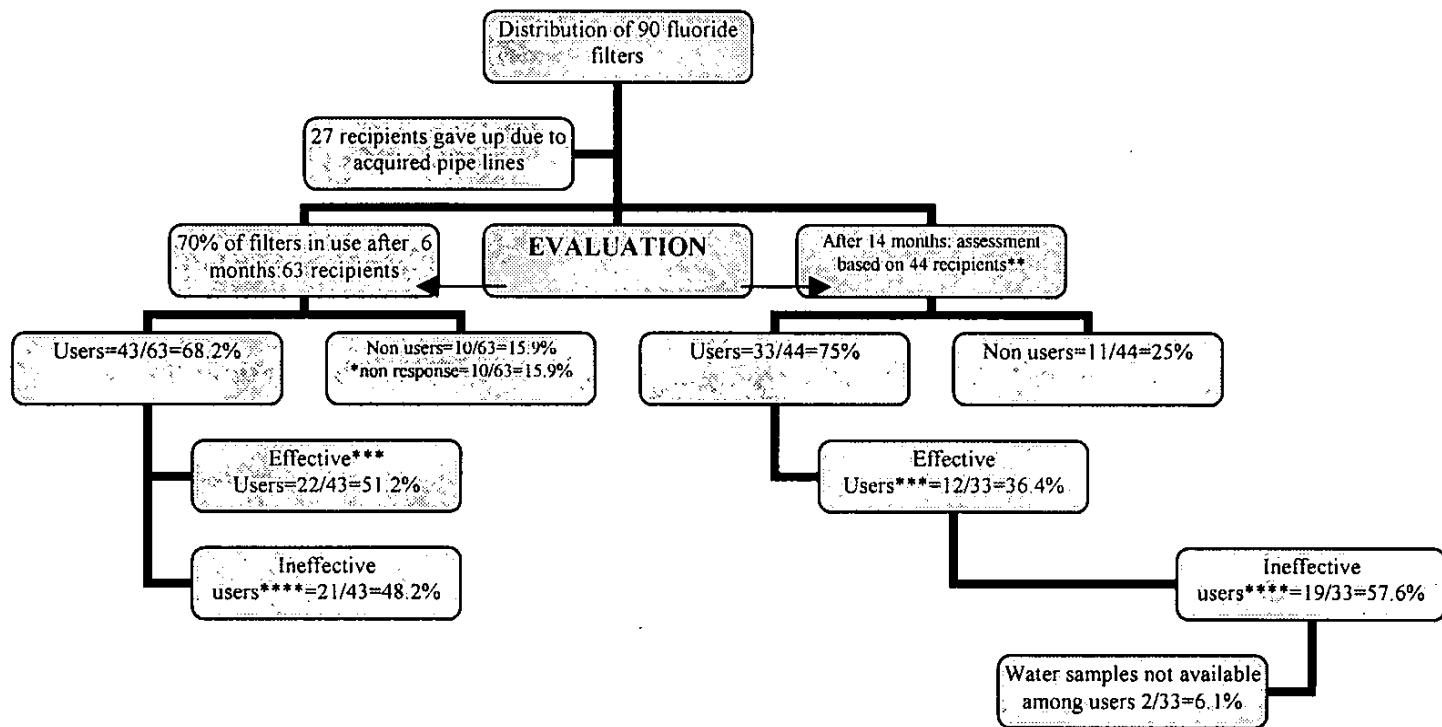 Distribution of 90 fluoride
filters
27 recipients gave up due to
acquired pipe lines
70% of filters in use after 6
months:63 recipients
EVALUATION
After 14 months: assessment
based on 44 recipients**
Users=43/63=68.2%
Non users=10/63=15.9%
*non response=10/63=15.9%
Users=33/44=75%
Non users=11/44=25%
Effective***
Users=22/43=51.2%
Ineffective
users****=21/43=48.2%
Effective
Users***=12/33=36.4%
Ineffective
users****=19/33=57.6%
Water samples not available
among users 2/33=6.1%